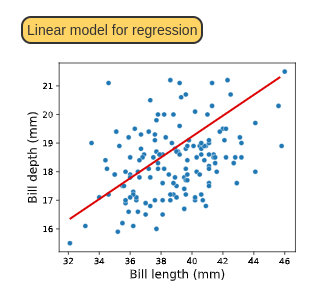 Linear model for regression
21
20
19
18
17
16
Bill depth (mm)
32 34 36 38 40 42 44 46
Bill length (mm)